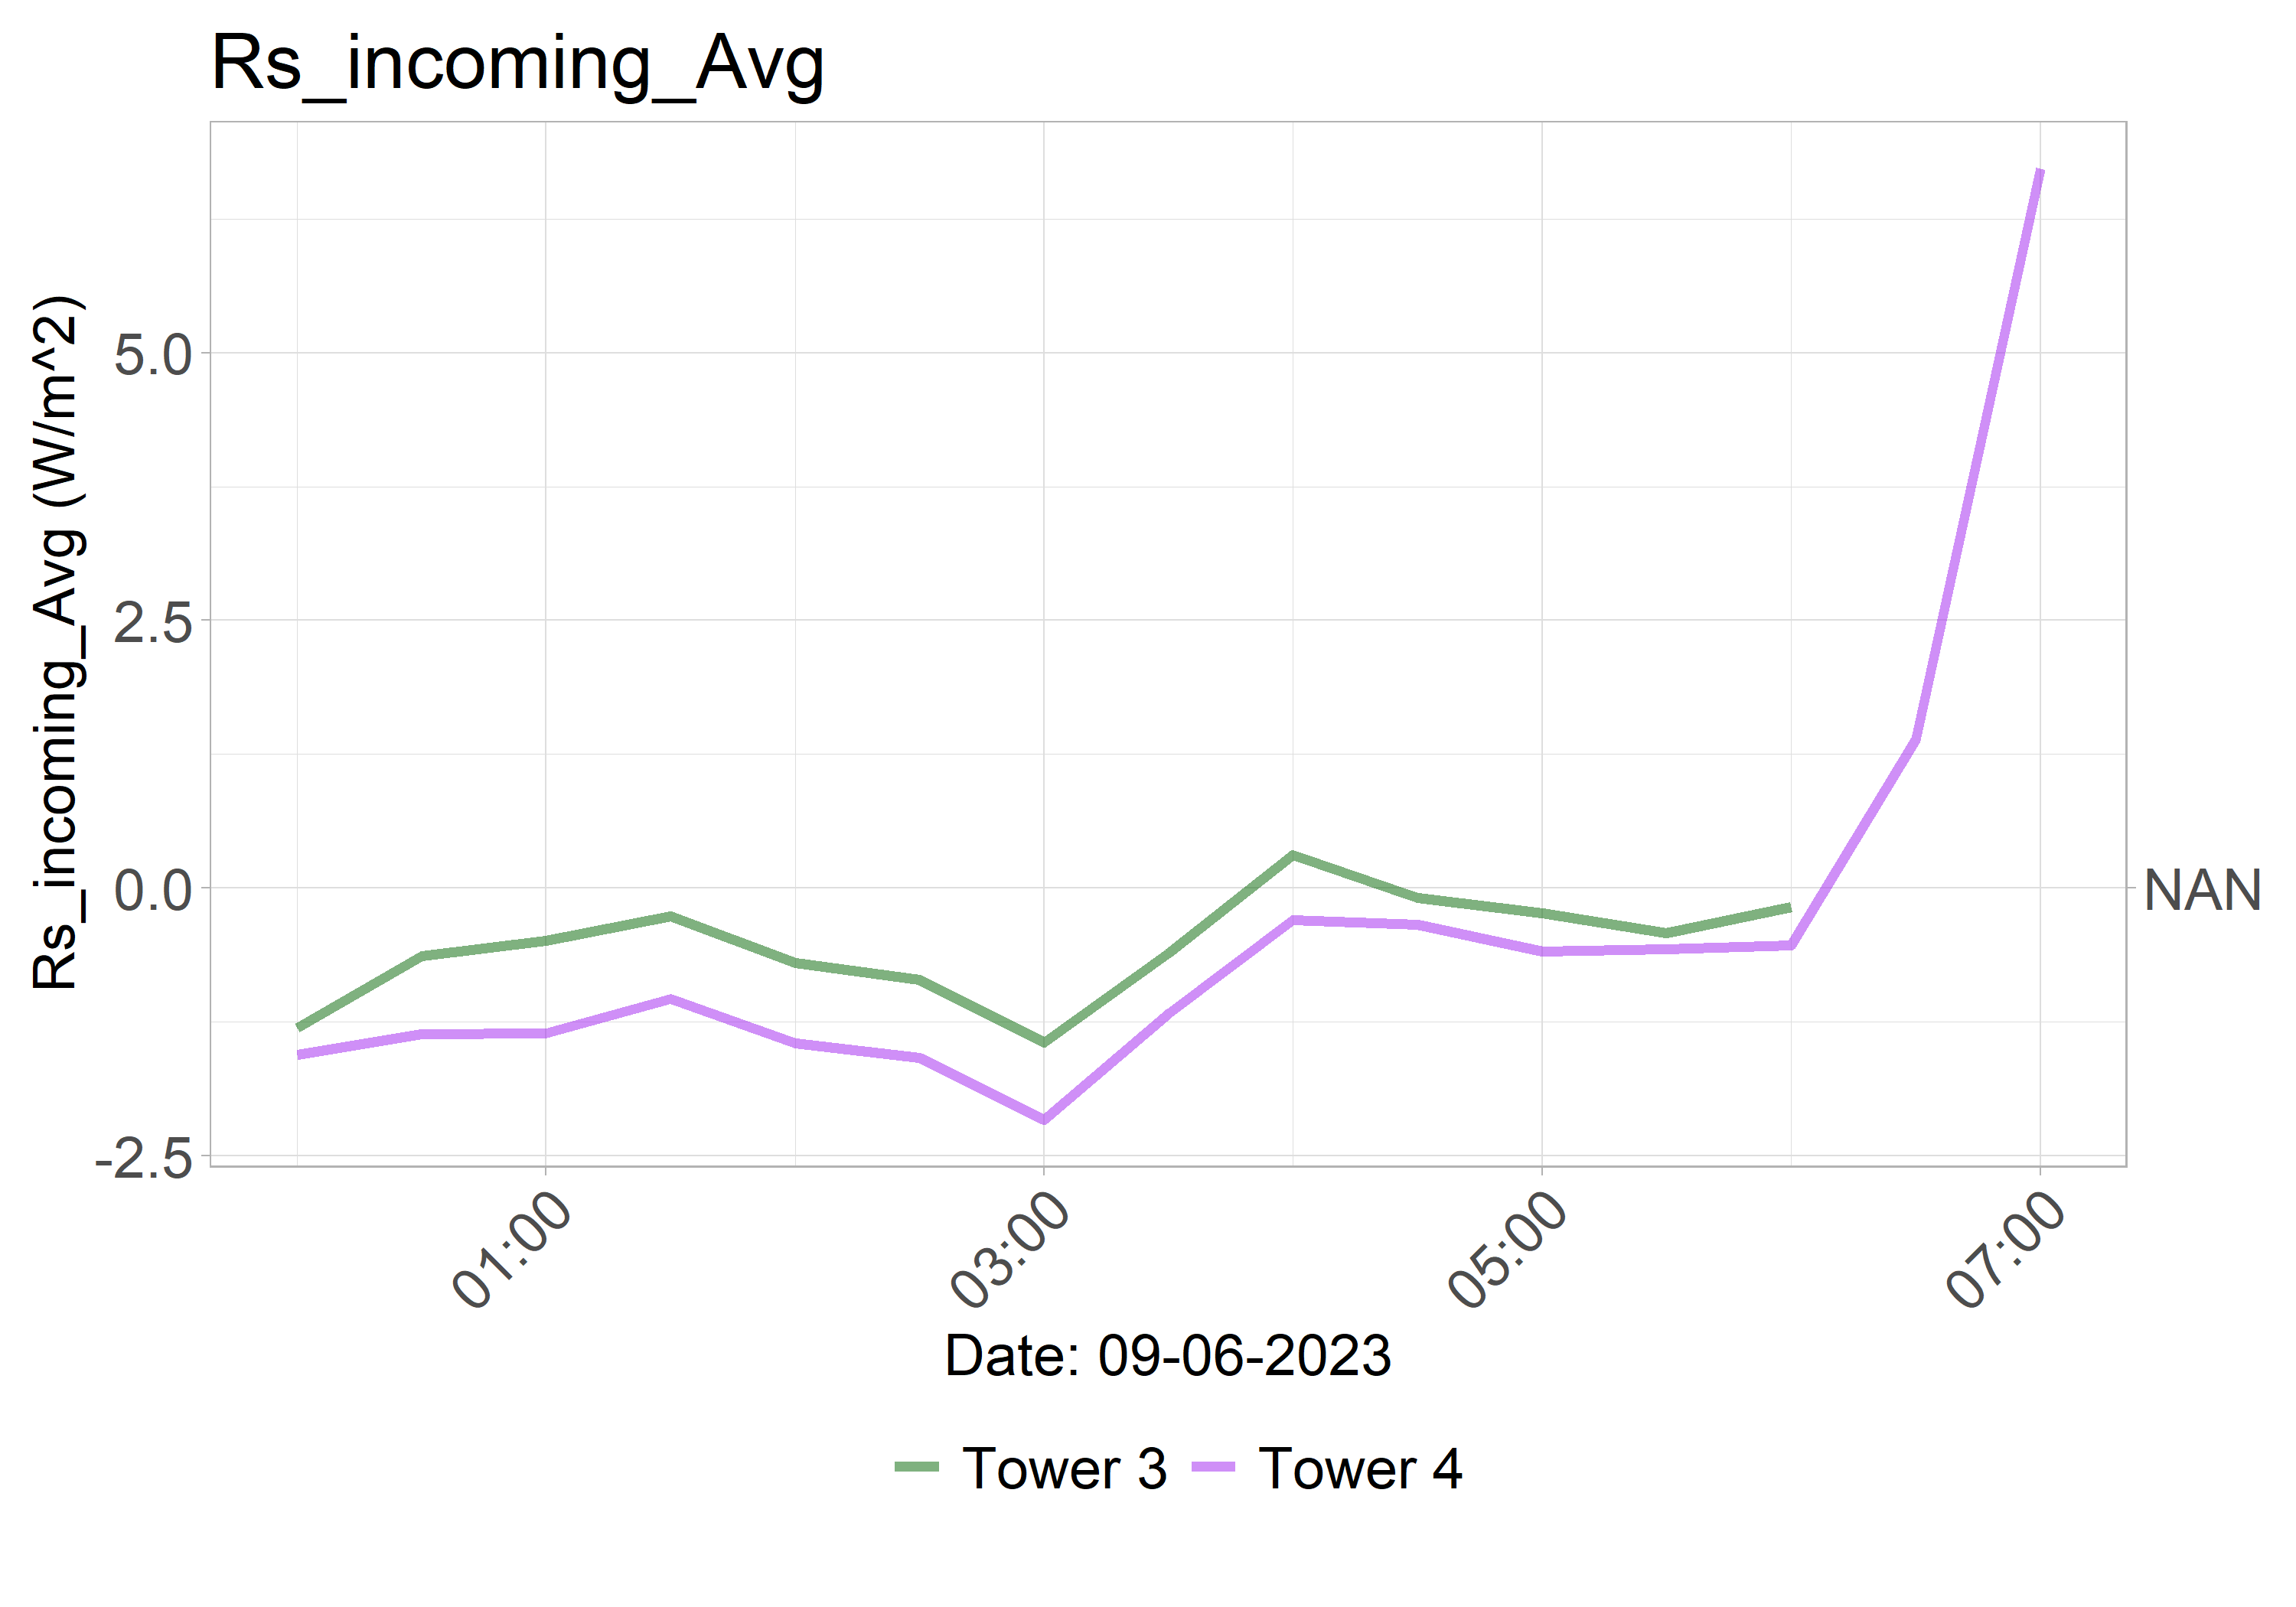 Rs_incoming_Avg
Rs_incoming_Avg (W/m^2)
5.0
2.5
0.0
-2.5
NAN
01:00
03:00
05:00
07:00
Date: 09-06-2023
Tower 3
Tower 4